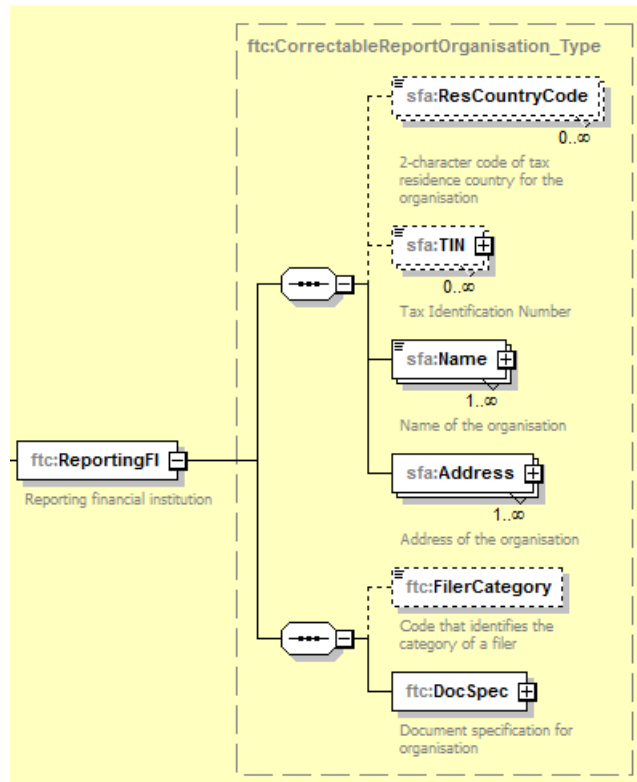 ftc:CorrectableReportOrganisation_Type
sfa:ResCountryCode
0..∞
2-character code of tax
residence country for the
organisation
sfa:TIN
0..∞
Tax Identification Number
sfa:Name
1..∞
Name of the organisation
ftc:ReportingFI
Reporting financial institution
sfa:Address
1..∞
Address of the organisation
ftc:FilerCategory
Code that identifies the
category of a filer
ftc:DocSpec
Document specification for
organisation